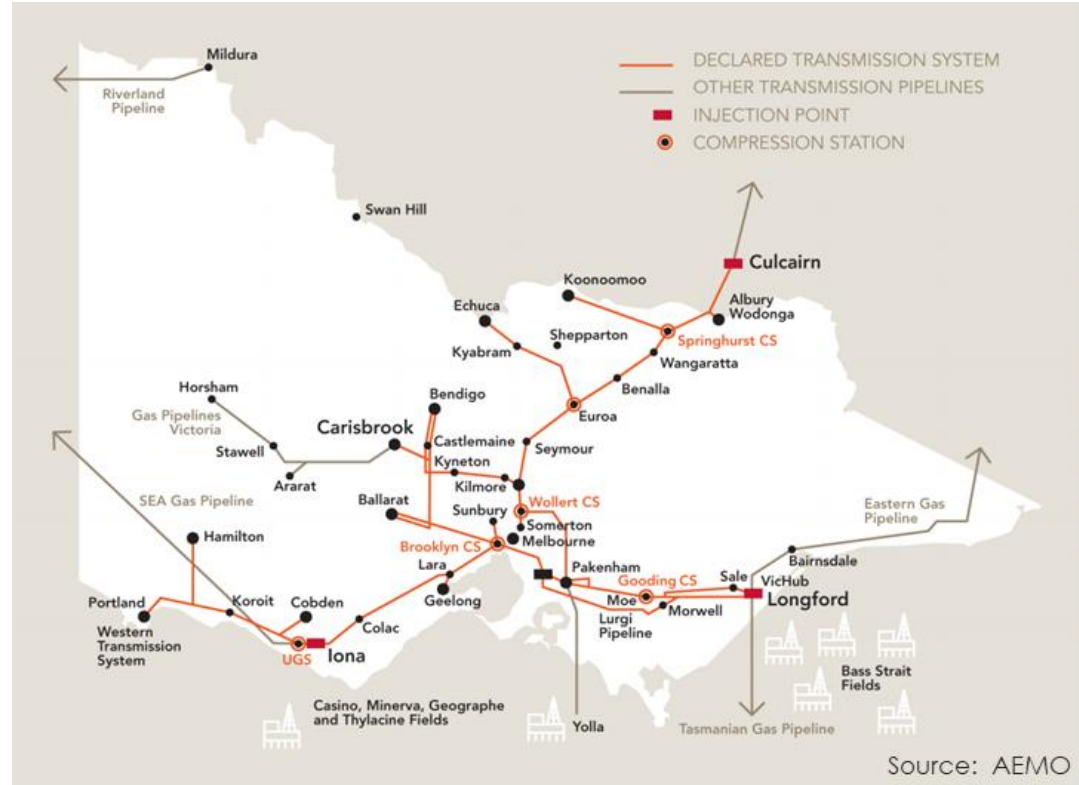 Mildura
Riverland
Pipeline
DECLARED TRANSMISSION SYSTEM
OTHER TRANSMISSION PIPELINES
INJECTION POINT
COMPRESSION STATION
Swan Hill
Culcairn
Koonoomoo
Echuca
Albury
Wodonga
Shepparton
Springhurst CS
Kyabram
Wangaratta
Benalla
Horsham
Bendigo
Euroa
Gas Pipelines
Victoria
Carisbrook
Castlemaine
Seymour
Stawell
Kyneton
Ararat
Kilmore
SEA Gas Pipeline
Ballarat
Sunbury
Wollert CS
Eastern Gas
Pipeline
Somerton
Melbourne
Hamilton
Brooklyn CS
Bairnsdale
Lara
Pakenham
Gooding CS
Sale
VicHub
Longford
Portland
Koroit
Cobden
Geelong
Moe
Morwell
Lurgi
Pipeline
Western
Transmission
System
Colac
UGS
Iona
Bass Strait
Fields
Casino, Minerva, Geographe
and Thylacine Fields
Yolla
Tasmanian Gas Pipeline
Source: AEMO